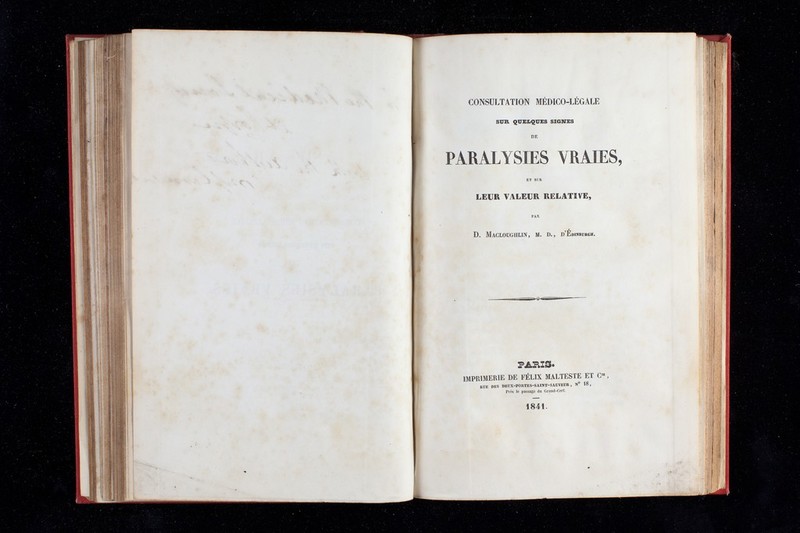 CONSULTATION MÉDICO-LÉGALE
SUR QUELQUES SIGNES
DE
PARALYSIES VRAIES,
ET SUR
LEUR VALEUR RELATIVE,
PAR
D. MACLOUGHLIN, M. D., D'ÉDINBURGH.
PARIS.
IMPRIMERIE DE FÉLIX MALTESTE ET Cie,
RUE DES DEUX-PORTES-SAINT-SAUVEUR, N° 18,
Près le passage du Grand-Cerf.
1841.